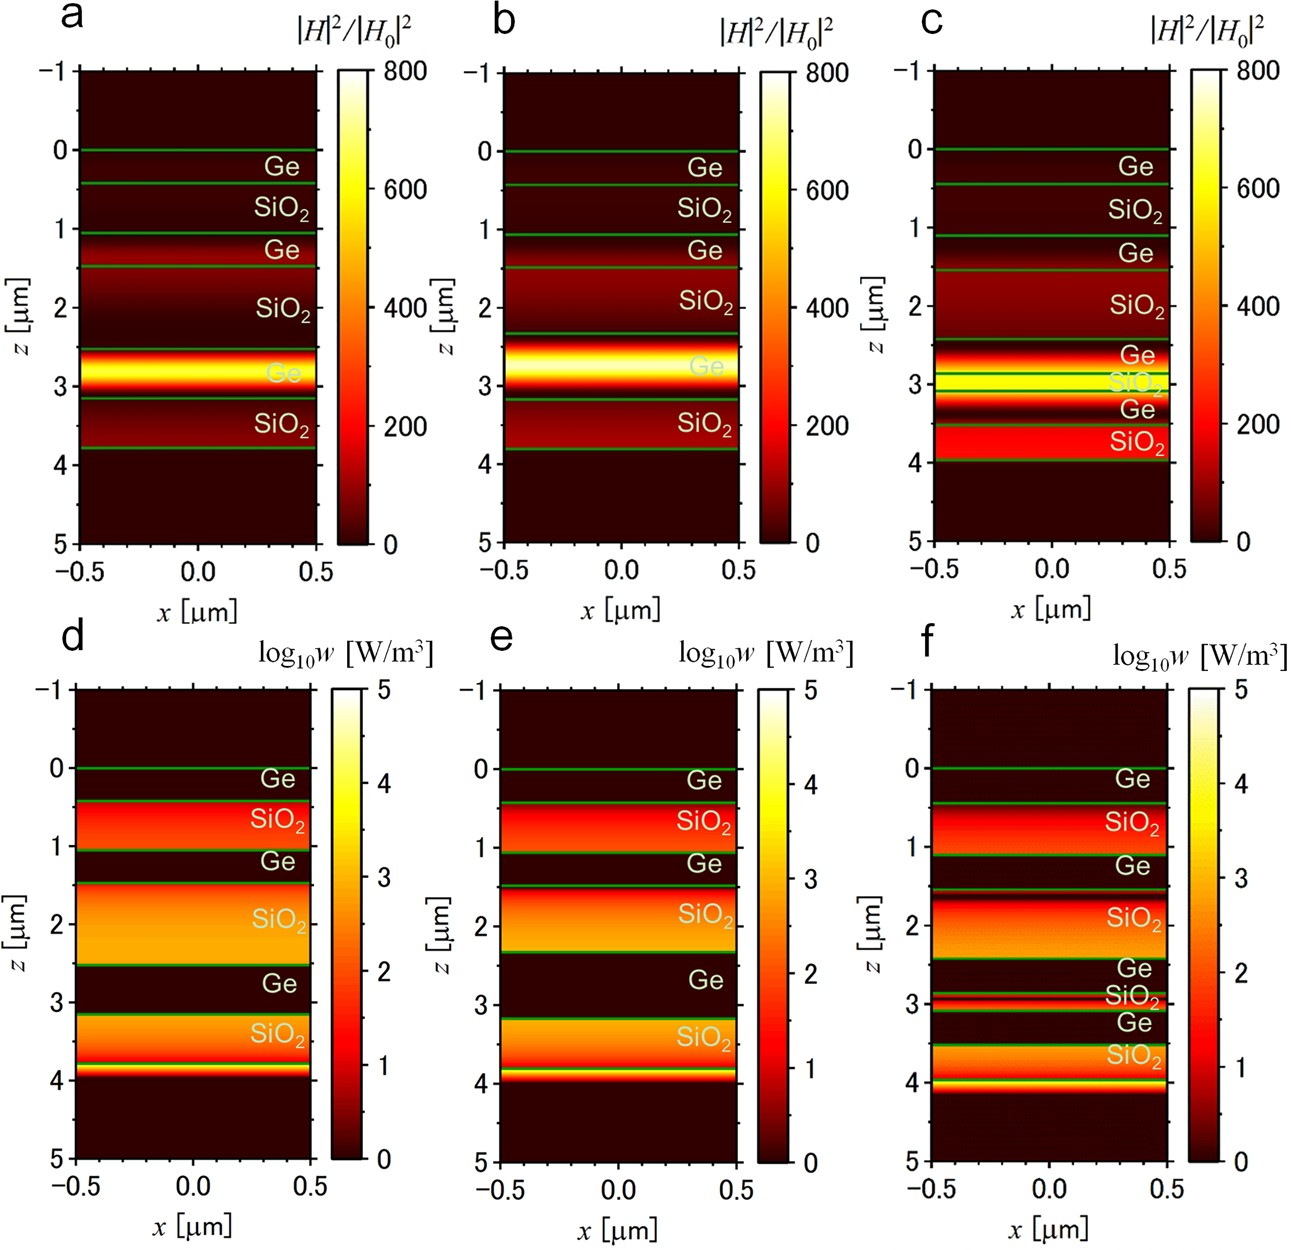 a
|H|²/|H₀|²
−1
0
1
2
3
4
5
z [μm]
−0.5
0.0
0.5
x [μm]
Ge
SiO₂
Ge
SiO₂
Ge
SiO₂
800
600
400
200
0
b
|H|²/|H₀|²
−1
0
1
2
3
4
5
z [μm]
−0.5
0.0
0.5
x [μm]
Ge
SiO₂
Ge
SiO₂
Ge
SiO₂
800
600
400
200
0
c
|H|²/|H₀|²
−1
0
1
2
3
4
5
z [μm]
−0.5
0.0
0.5
x [μm]
Ge
SiO₂
Ge
SiO₂
Ge
SiO₂
Ge
SiO₂
800
600
400
200
0
d
log₁₀w [W/m³]
−1
0
1
2
3
4
5
z [μm]
−0.5
0.0
0.5
x [μm]
Ge
SiO₂
Ge
SiO₂
Ge
SiO₂
5
4
3
2
1
0
e
log₁₀w [W/m³]
−1
0
1
2
3
4
5
z [μm]
−0.5
0.0
0.5
x [μm]
Ge
SiO₂
Ge
SiO₂
Ge
SiO₂
5
4
3
2
1
0
f
log₁₀w [W/m³]
−1
0
1
2
3
4
5
z [μm]
−0.5
0.0
0.5
x [μm]
Ge
SiO₂
Ge
SiO₂
Ge
SiO₂
Ge
SiO₂
5
4
3
2
1
0